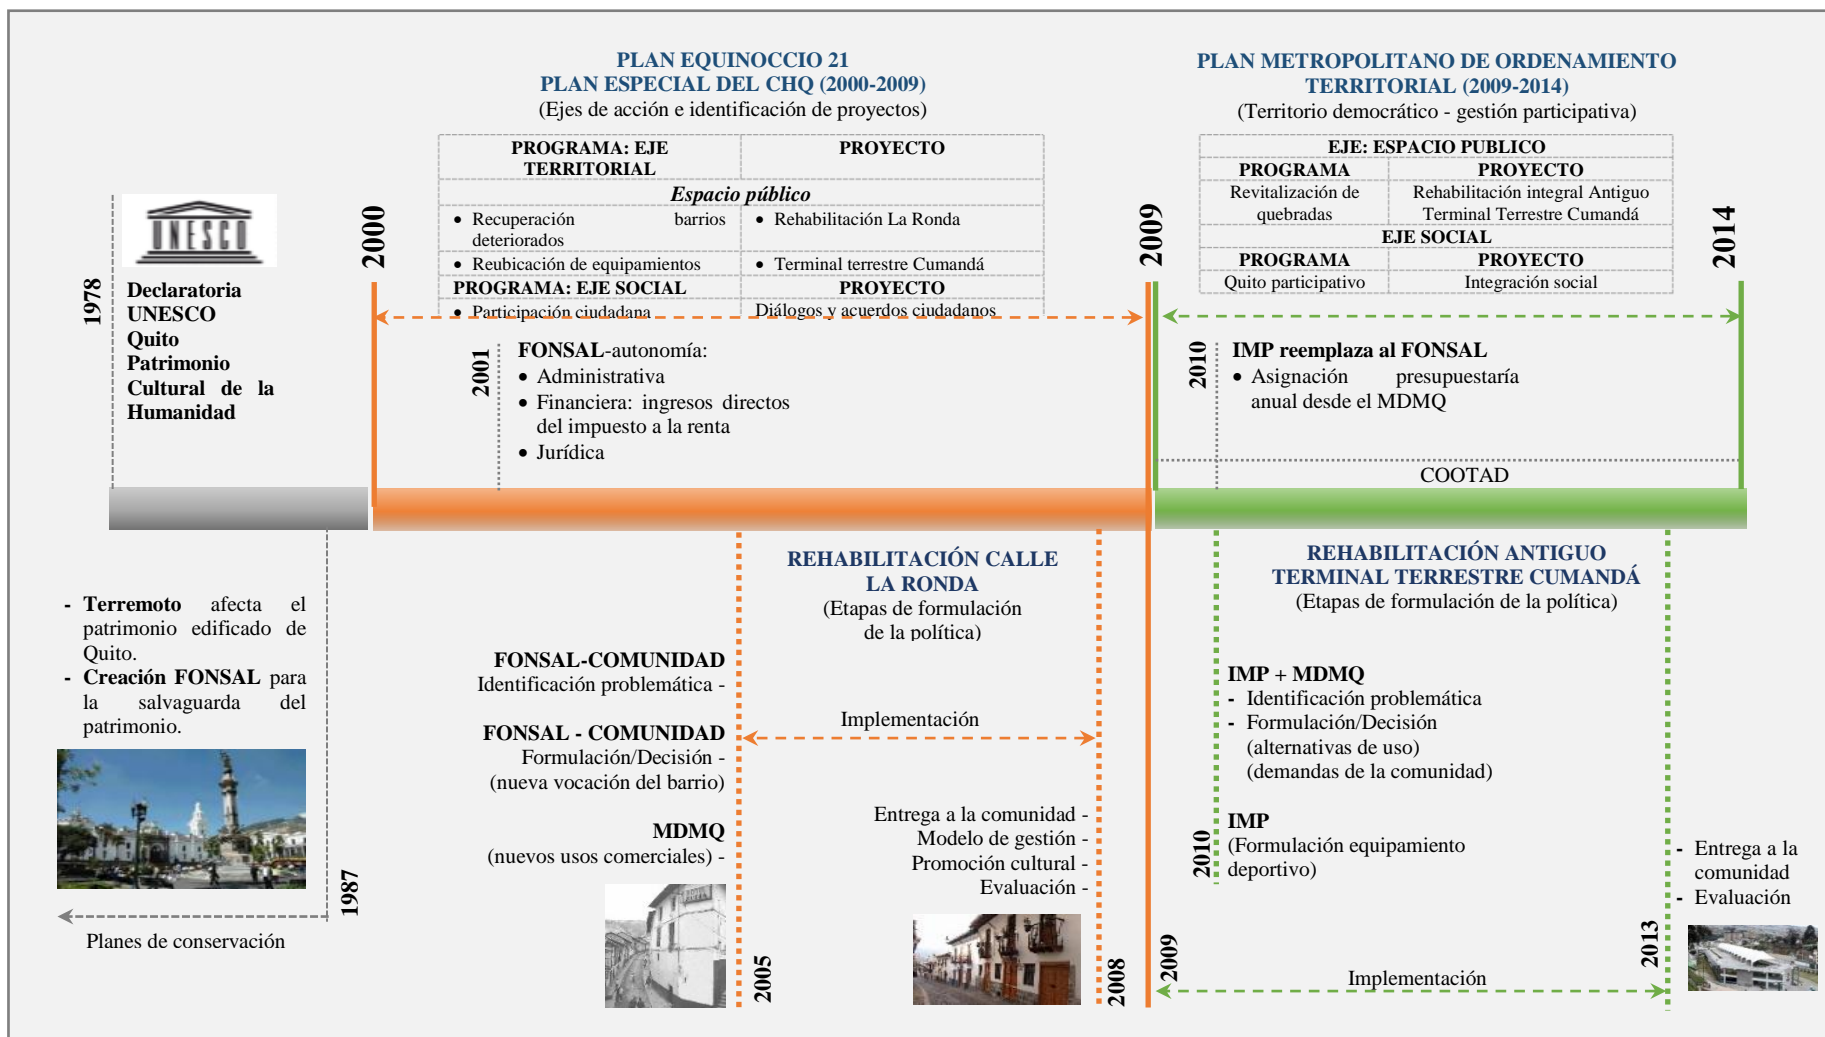 PLAN EQUINOCCIO 21
PLAN ESPECIAL DEL CHQ (2000-2009)
(Ejes de acción e identificación de proyectos)
PROGRAMA: EJE TERRITORIAL
PROYECTO
Espacio público
• Recuperación barrios deteriorados
• Rehabilitación La Ronda
• Reubicación de equipamientos
• Terminal terrestre Cumandá
PROGRAMA: EJE SOCIAL
PROYECTO
• Participación ciudadana
Diálogos y acuerdos ciudadanos
PLAN METROPOLITANO DE ORDENAMIENTO
TERRITORIAL (2009-2014)
(Territorio democrático - gestión participativa)
EJE: ESPACIO PUBLICO
PROGRAMA
PROYECTO
Revitalización de quebradas
Rehabilitación integral Antiguo Terminal Terrestre Cumandá
EJE SOCIAL
PROGRAMA
PROYECTO
Quito participativo
Integración social
1978
UNESCO
Declaratoria
UNESCO
Quito
Patrimonio
Cultural de la
Humanidad
2000
2009
2014
2001
FONSAL-autonomía:
• Administrativa
• Financiera: ingresos directos
del impuesto a la renta
• Jurídica
2010
IMP reemplaza al FONSAL
• Asignación presupuestaría
anual desde el MDMQ
COOTAD
- Terremoto afecta el
patrimonio edificado de
Quito.
- Creación FONSAL para
la salvaguarda del
patrimonio.
1987
Planes de conservación
REHABILITACIÓN CALLE
LA RONDA
(Etapas de formulación
de la política)
FONSAL-COMUNIDAD
Identificación problemática -
FONSAL - COMUNIDAD
Formulación/Decisión -
(nueva vocación del barrio)
MDMQ
(nuevos usos comerciales) -
Implementación
Entrega a la comunidad -
Modelo de gestión -
Promoción cultural -
Evaluación -
2005
2008
2009
REHABILITACIÓN ANTIGUO
TERMINAL TERRESTRE CUMANDÁ
(Etapas de formulación de la política)
IMP + MDMQ
- Identificación problemática
- Formulación/Decisión
(alternativas de uso)
(demandas de la comunidad)
2010
IMP
(Formulación equipamiento
deportivo)
Implementación
2013
- Entrega a la
comunidad
- Evaluación